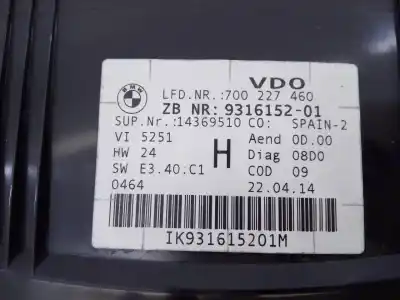 BMW
VDO
LFD.NR.:700 227 460
ZB NR: 9316152-01
SUP.Nr.:14369510 CO: SPAIN-2
VI 5251 Aend 0D.00
HW 24 H Diag 08D0
SW E3.40.C1 COD 09
0464 22.04.14
IK931615201M